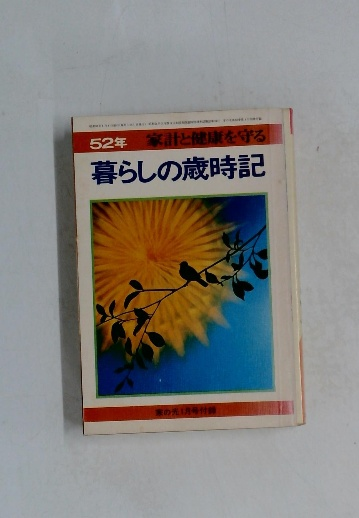 52年 家計と健康を守る
暮らしの歳時記
家の光1月号付録